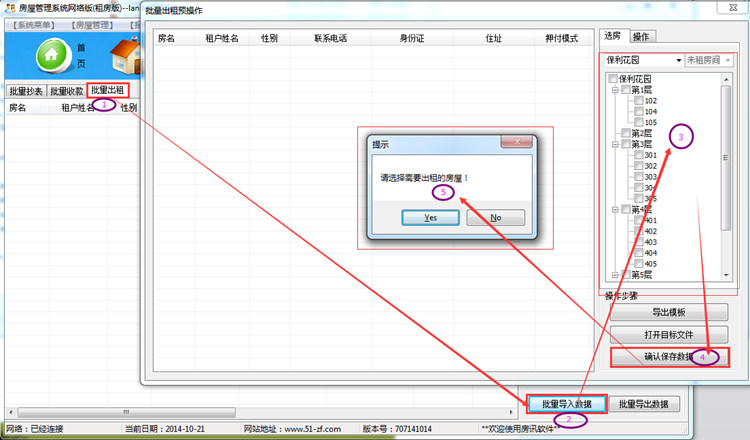 房屋管理系统网络版(租房版)--lan
【系统菜单】 【房屋管理】
首页
批量抄表 批量收款 批量出租
1
房名 租户姓名 性别
批量出租预操作
房名 租户姓名 性别 联系电话 身份证 住址 押付模式
提示
请选择需要出租的房屋！
5
Yes No
选房 操作
保利花园 未租房间
保利花园
第1层
102
104
105
第2层
第3层
301
302
303
304
305
第4层
401
402
403
404
405
第5层
3
操作步骤
导出模板
打开目标文件
确认保存数据 4
批量导入数据 批量导出数据
2
网络：已经连接 当前日期：2014-10-21 网站地址：www.51-zf.com 版本号：707141014 **欢迎使用房讯软件**